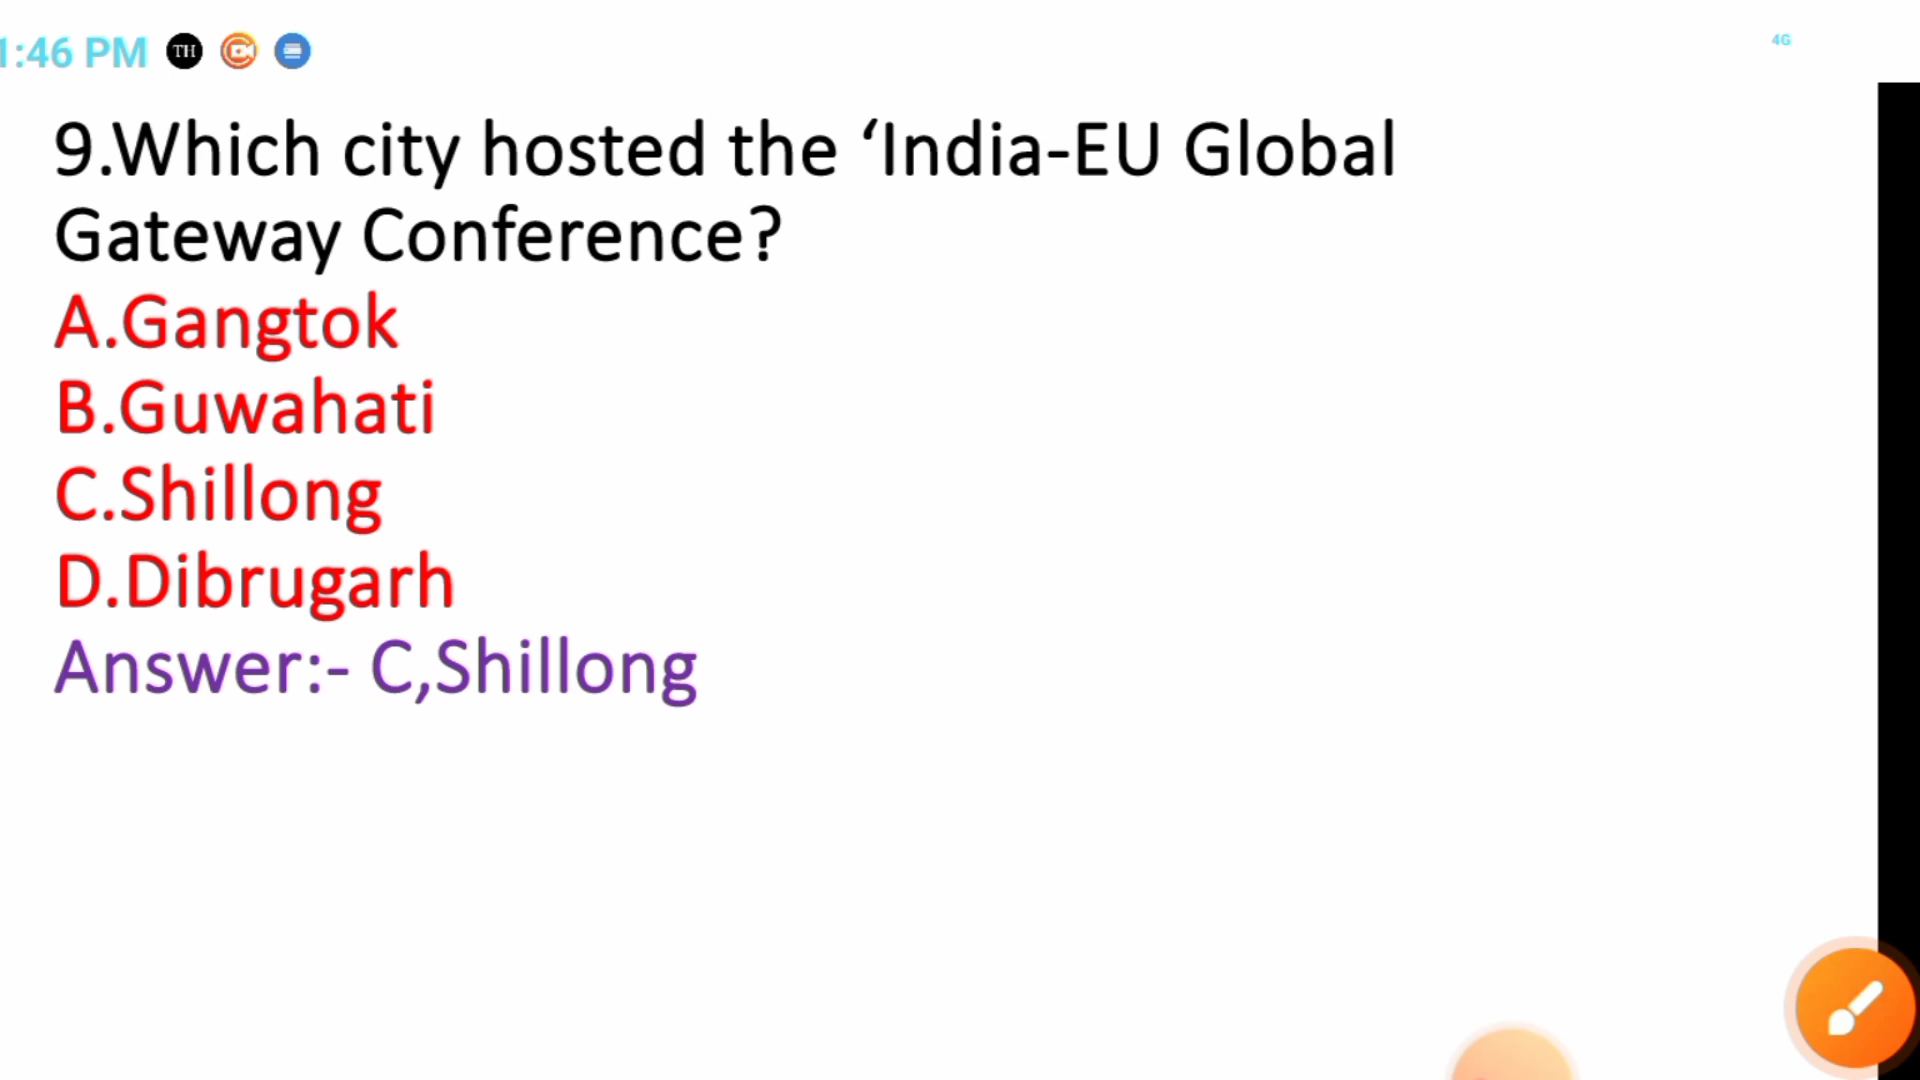 1:46 PM TH 4G
9.Which city hosted the ‘India-EU Global
Gateway Conference?
A.Gangtok
B.Guwahati
C.Shillong
D.Dibrugarh
Answer:- C,Shillong